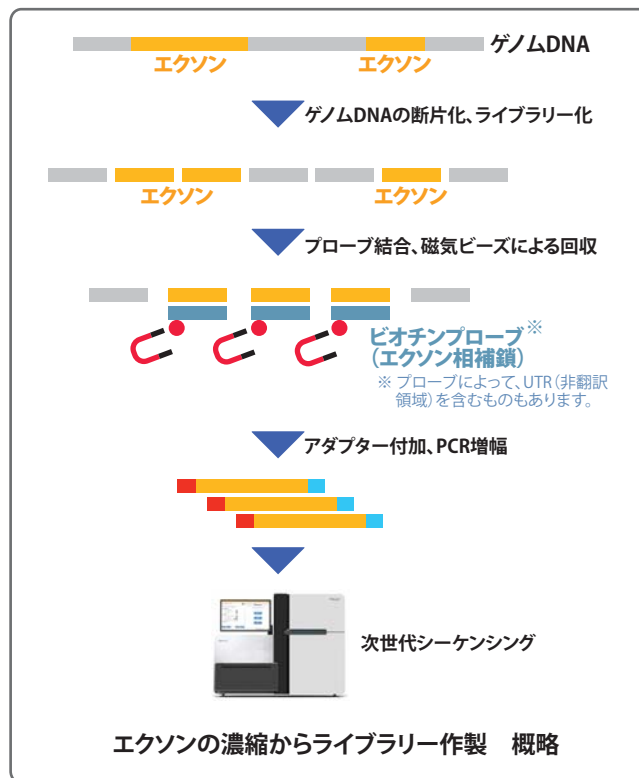 ゲノムDNA
エクソン エクソン
ゲノムDNAの断片化、ライブラリー化
エクソン エクソン
プローブ結合、磁気ビーズによる回収
ビオチンプローブ※
（エクソン相補鎖）
※ プローブによって、UTR（非翻訳
領域）を含むものもあります。
アダプター付加、PCR増幅
次世代シーケンシング
エクソンの濃縮からライブラリー作製　概略